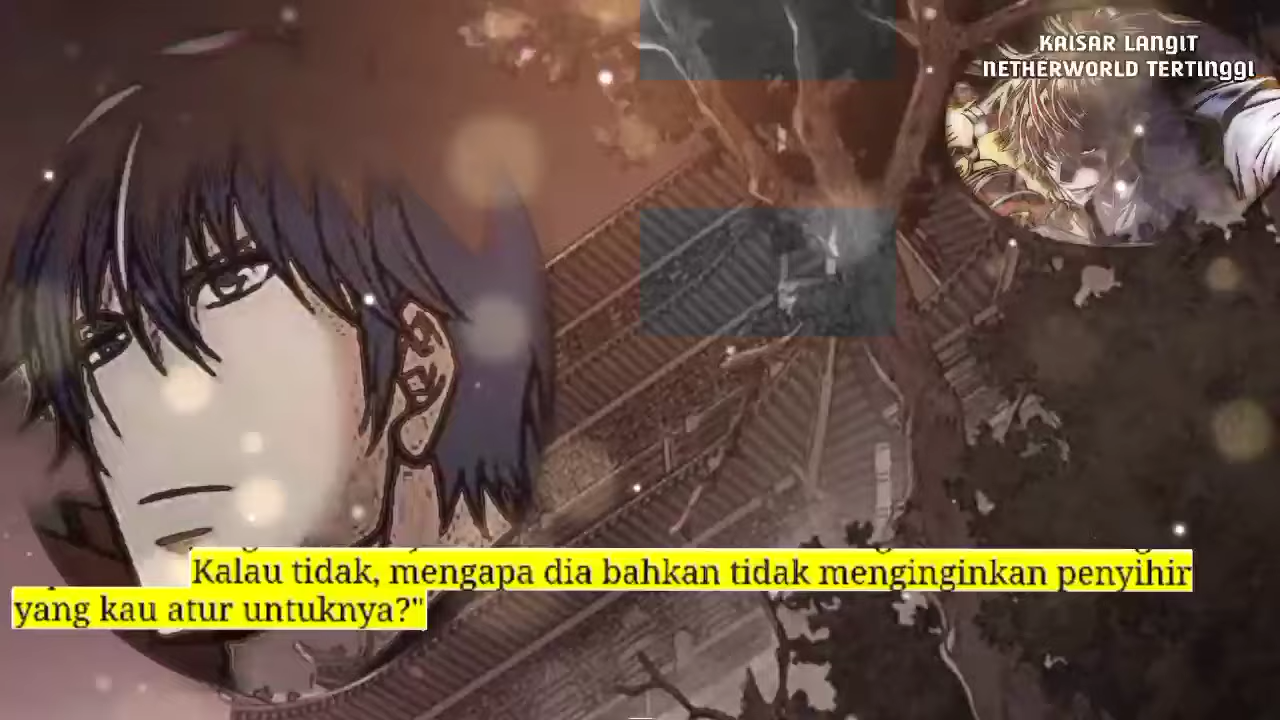 KAISAR LANGIT
NETHERWORLD TERTINGGI
Kalau tidak, mengapa dia bahkan tidak menginginkan penyihir
yang kau atur untuknya?"